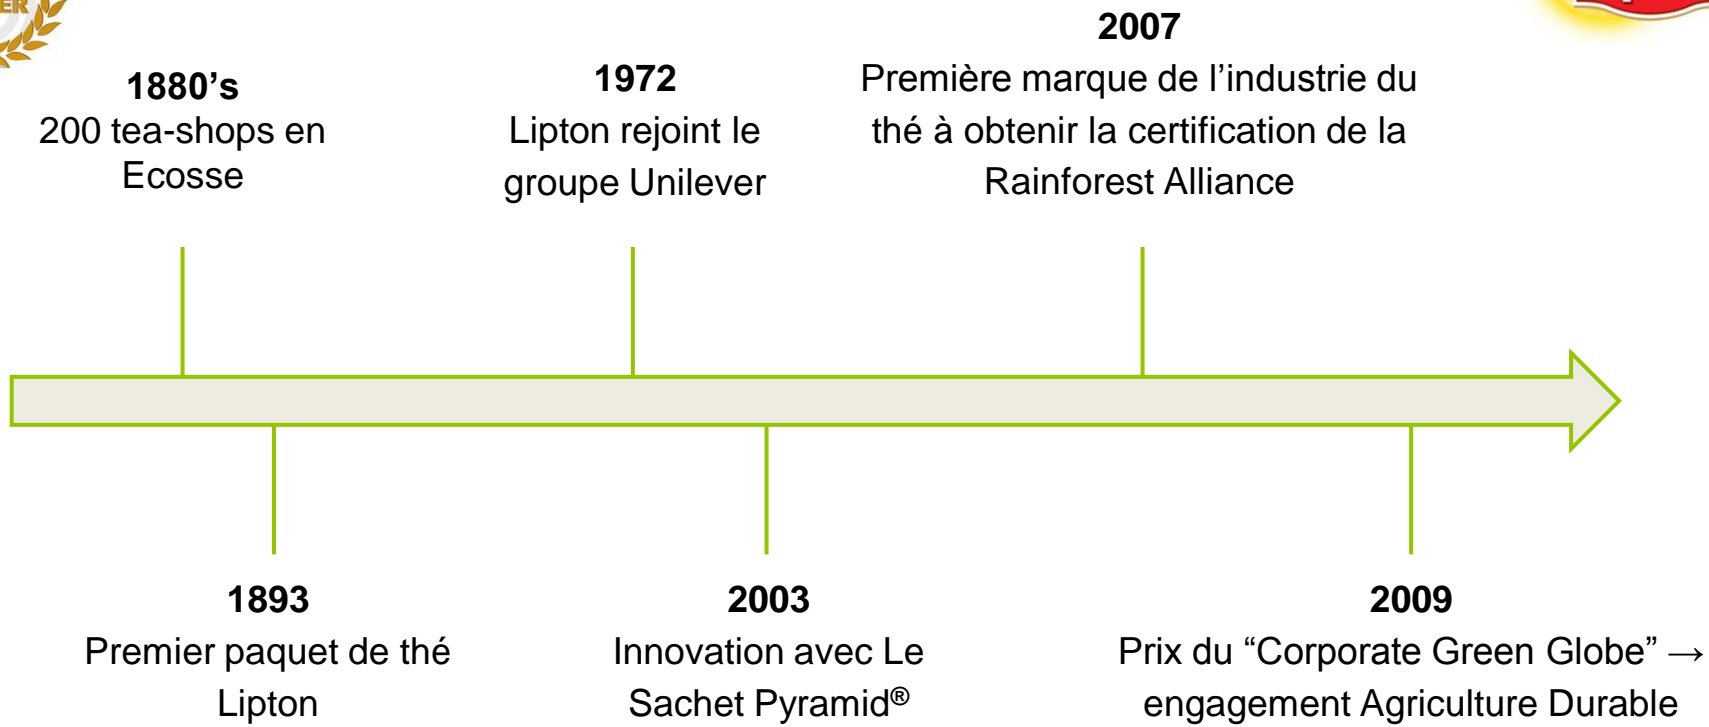 1880's
200 tea-shops en
Ecosse
1972
Lipton rejoint le
groupe Unilever
2007
Première marque de l’industrie du
thé à obtenir la certification de la
Rainforest Alliance
1893
Premier paquet de thé
Lipton
2003
Innovation avec Le
Sachet Pyramid®
2009
Prix du “Corporate Green Globe” →
engagement Agriculture Durable